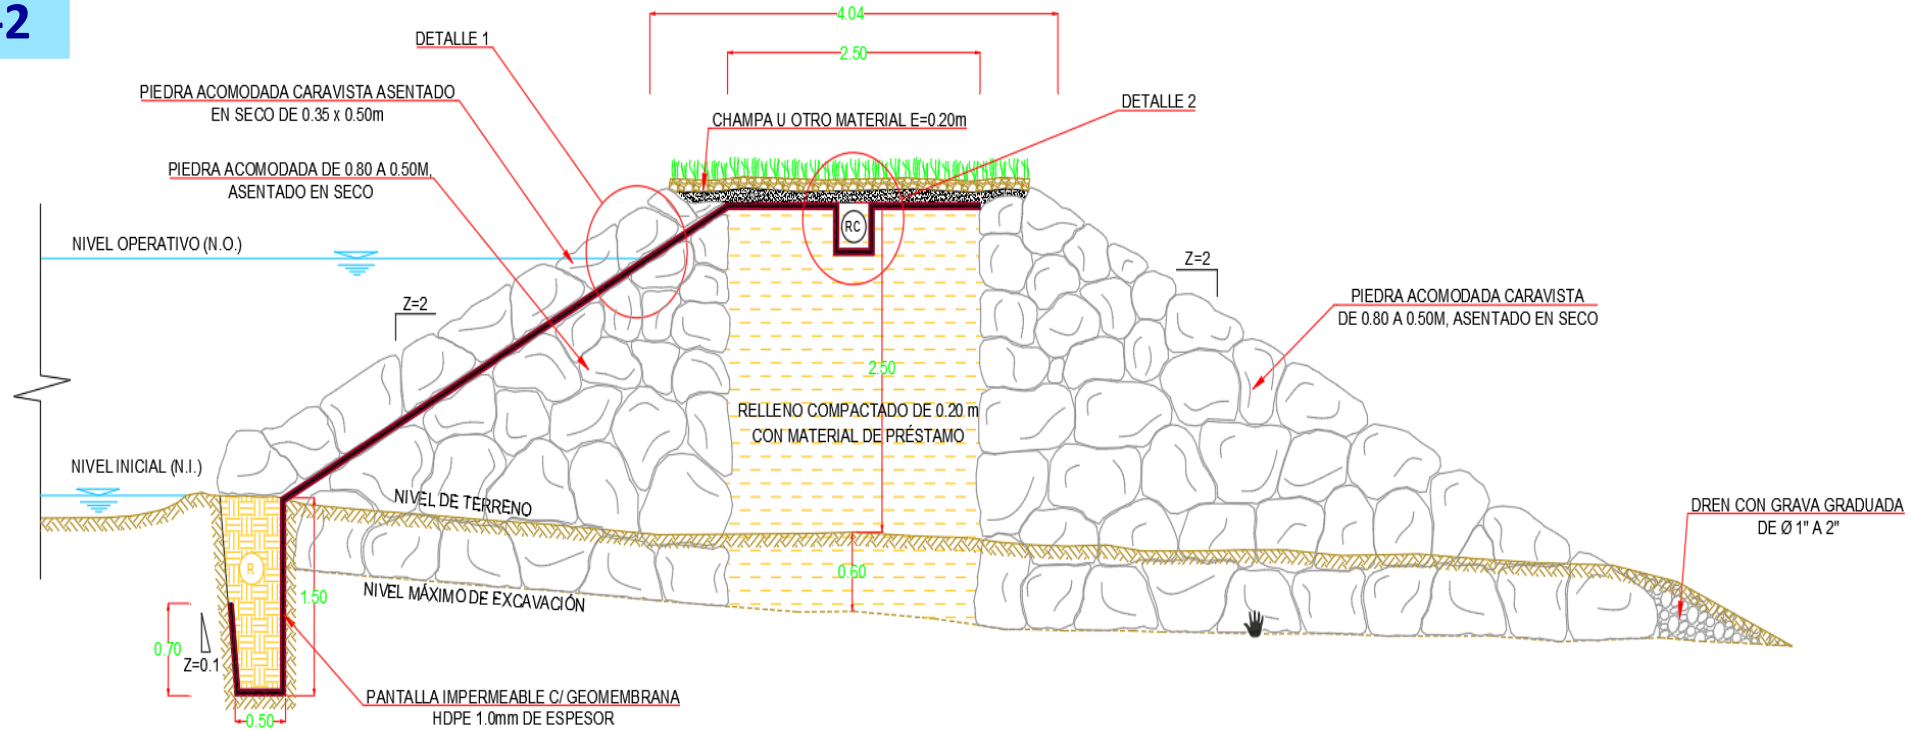 -2
4.04
2.50
DETALLE 1
PIEDRA ACOMODADA CARAVISTA ASENTADO
EN SECO DE 0.35 x 0.50m
CHAMPA U OTRO MATERIAL E=0.20m
DETALLE 2
PIEDRA ACOMODADA DE 0.80 A 0.50M,
ASENTADO EN SECO
NIVEL OPERATIVO (N.O.)
RC
Z=2
Z=2
PIEDRA ACOMODADA CARAVISTA
DE 0.80 A 0.50M, ASENTADO EN SECO
2.50
RELLENO COMPACTADO DE 0.20 m
CON MATERIAL DE PRÉSTAMO
NIVEL INICIAL (N.I.)
NIVEL DE TERRENO
DREN CON GRAVA GRADUADA
DE Ø 1" A 2"
R
0.60
1.50
NIVEL MÁXIMO DE EXCAVACIÓN
0.70
Z=0.1
PANTALLA IMPERMEABLE C/ GEOMEMBRANA
HDPE 1.0mm DE ESPESOR
0.50